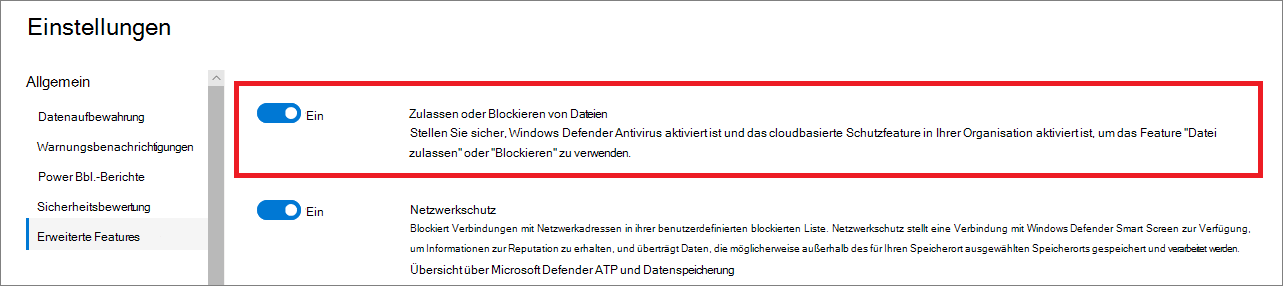 Einstellungen
Allgemein
Datenaufbewahrung
Warnungsbenachrichtigungen
Power Bbl.-Berichte
Sicherheitsbewertung
Erweiterte Features
Ein
Zulassen oder Blockieren von Dateien
Stellen Sie sicher, Windows Defender Antivirus aktiviert ist und das cloudbasierte Schutzfeature in Ihrer Organisation aktiviert ist, um das Feature "Datei
zulassen" oder "Blockieren" zu verwenden.
Ein
Netzwerkschutz
Blockiert Verbindungen mit Netzwerkadressen in ihrer benutzerdefinierten blockierten Liste. Netzwerkschutz stellt eine Verbindung mit Windows Defender Smart Screen zur Verfügung,
um Informationen zur Reputation zu erhalten, und überträgt Daten, die möglicherweise außerhalb des für Ihren Speicherort ausgewählten Speicherorts gespeichert und verarbeitet werden.
Übersicht über Microsoft Defender ATP und Datenspeicherung